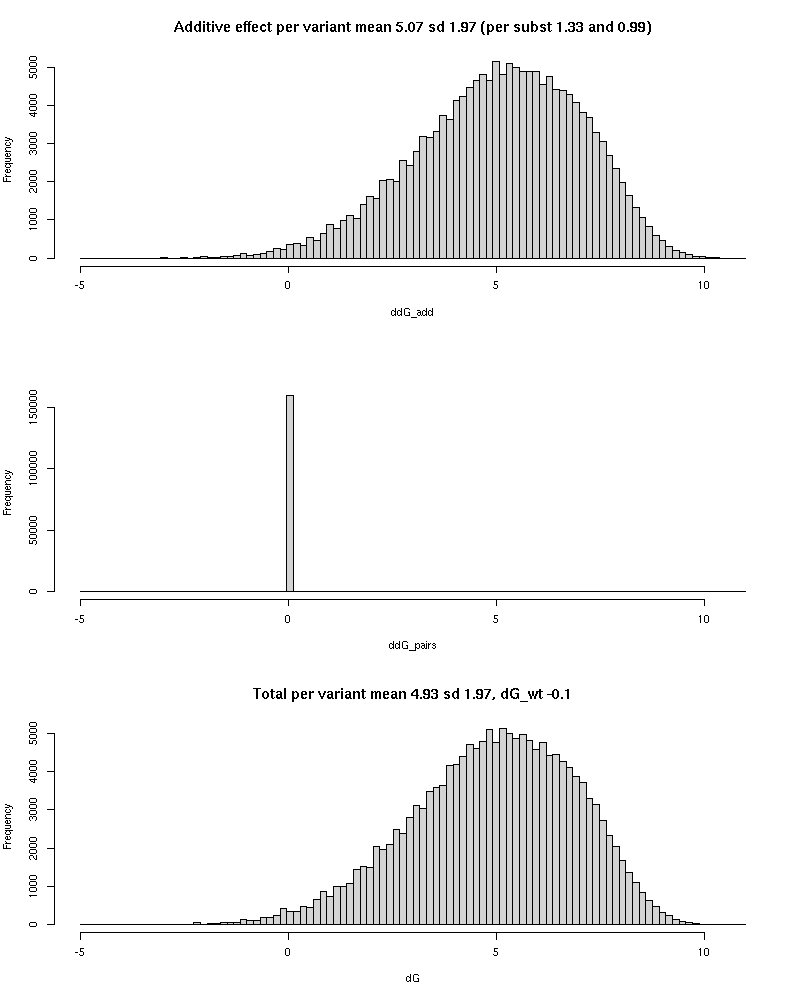 Additive effect per variant mean 5.07 sd 1.97 (per subst 1.33 and 0.99)
Frequency
5000
4000
3000
2000
1000
0
-5 0 5 10
ddG_add
Frequency
150000
100000
50000
0
-5 0 5 10
ddG_pairs
Total per variant mean 4.93 sd 1.97, dG_wt -0.1
Frequency
5000
4000
3000
2000
1000
0
-5 0 5 10
dG